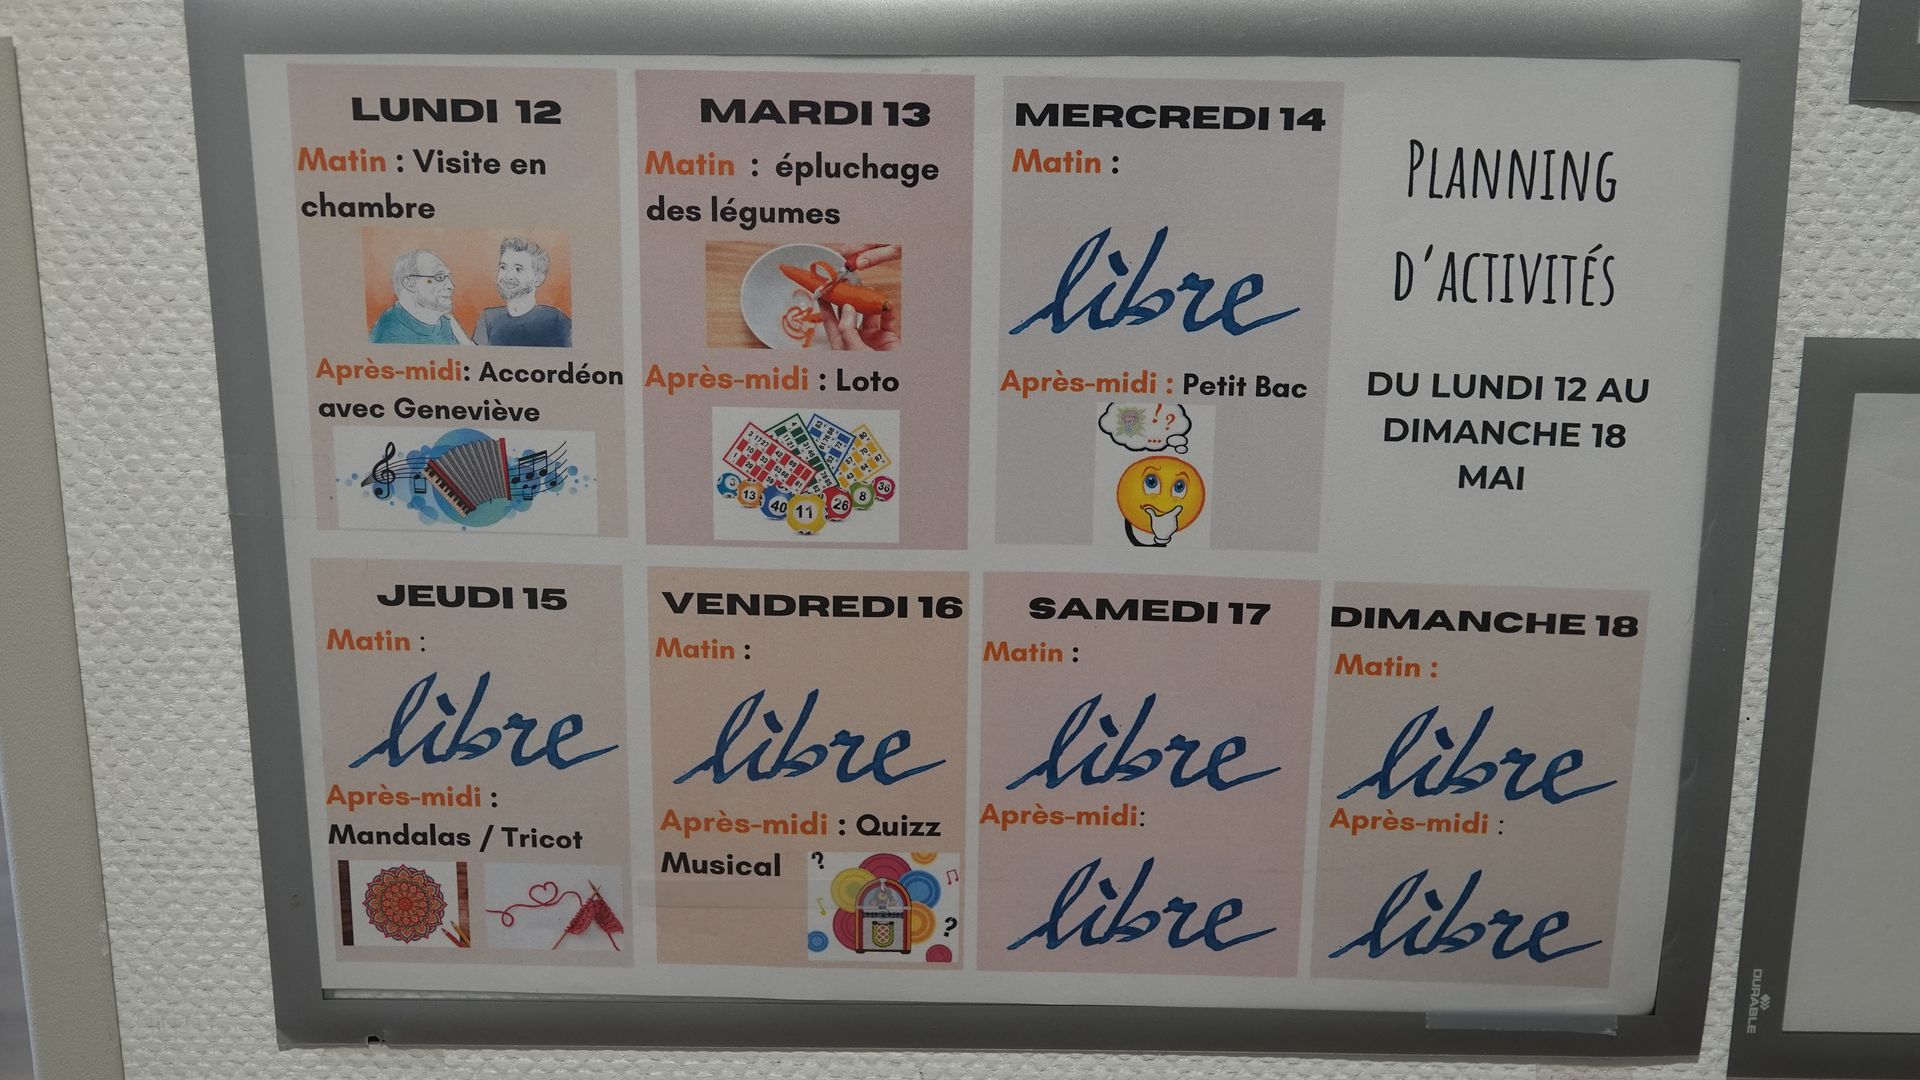 LUNDI 12
Matin : Visite en
chambre
Après-midi: Accordéon
avec Geneviève
MARDI 13
Matin : épluchage
des légumes
Après-midi : Loto
MERCREDI 14
Matin :
libre
Après-midi : Petit Bac
PLANNING
D'ACTIVITÉS
DU LUNDI 12 AU
DIMANCHE 18
MAI
JEUDI 15
Matin :
libre
Après-midi :
Mandalas / Tricot
VENDREDI 16
Matin :
libre
Après-midi : Quizz
Musical
SAMEDI 17
Matin :
libre
Après-midi:
libre
DIMANCHE 18
Matin :
libre
Après-midi :
libre
DURABLE